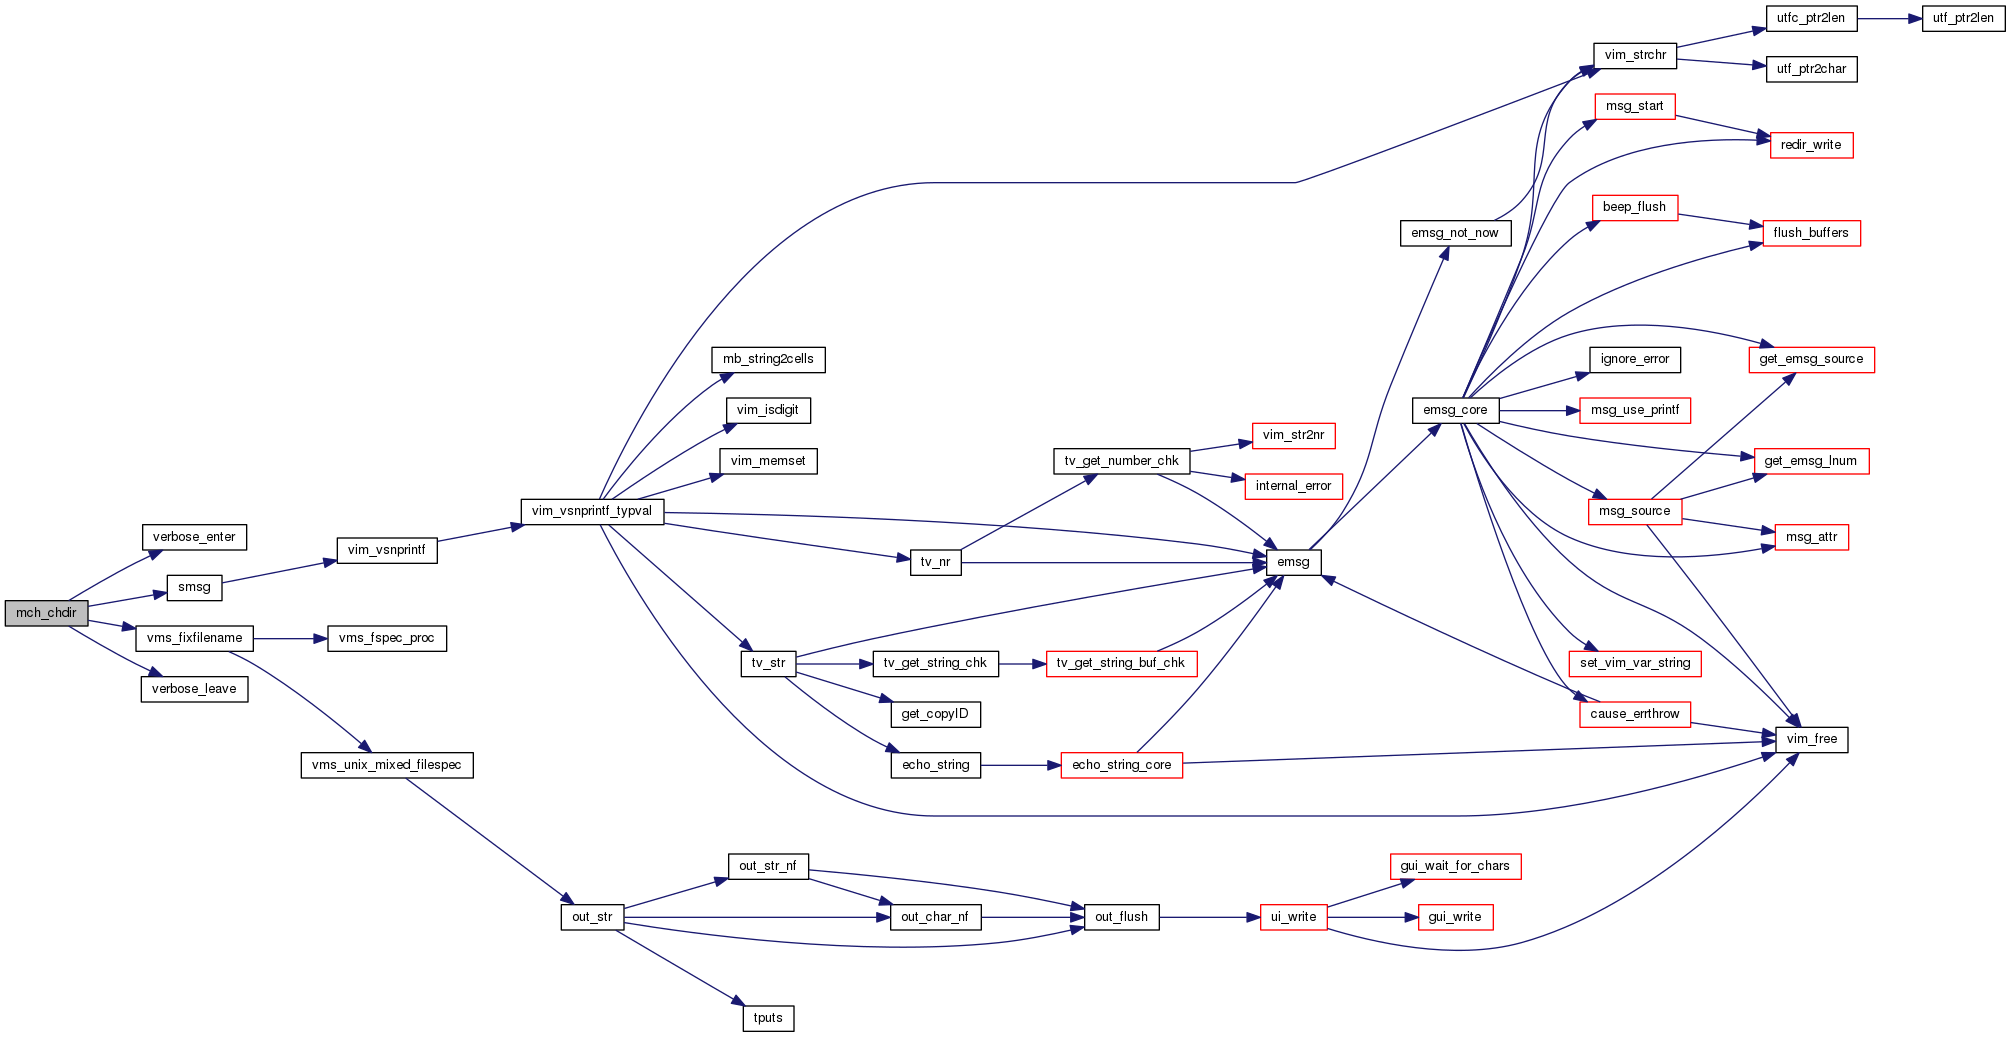 mch_chdir
verbose_enter
smsg
vms_fixfilename
verbose_leave
vim_vsnprintf
vms_fspec_proc
vms_unix_mixed_filespec
vim_vsnprintf_typval
out_str
mb_string2cells
vim_isdigit
vim_memset
tv_str
out_str_nf
tputs
tv_nr
tv_get_string_chk
get_copyID
echo_string
out_char_nf
tv_get_number_chk
tv_get_string_buf_chk
echo_string_core
out_flush
vim_str2nr
internal_error
emsg
ui_write
emsg_not_now
emsg_core
gui_wait_for_chars
gui_write
vim_strchr
msg_start
beep_flush
ignore_error
msg_use_printf
msg_source
set_vim_var_string
cause_errthrow
utfc_ptr2len
utf_ptr2char
redir_write
flush_buffers
get_emsg_source
get_emsg_lnum
msg_attr
vim_free
utf_ptr2len